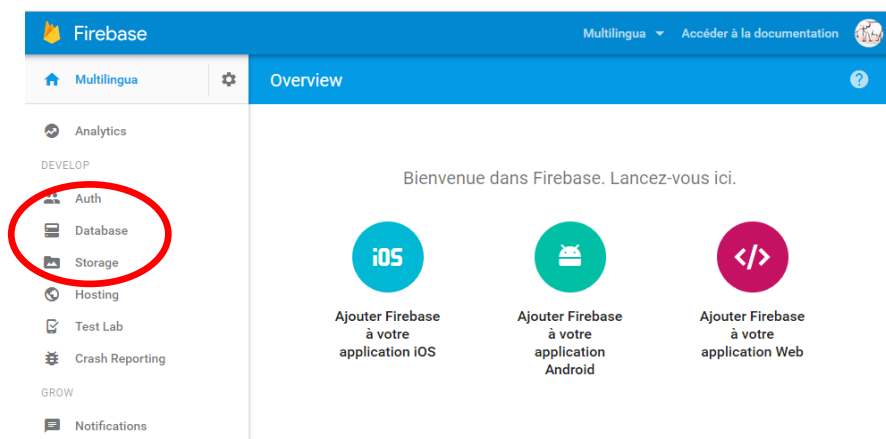 Firebase
Multilingua
Accéder à la documentation
Multilingua
Overview
Analytics
DEVELOP
Auth
Database
Storage
Hosting
Test Lab
Crash Reporting
GROW
Notifications
Bienvenue dans Firebase. Lancez-vous ici.
iOS
Ajouter Firebase
à votre
application iOS
</>
Ajouter Firebase
à votre
application
Android
Ajouter Firebase
à votre
application Web